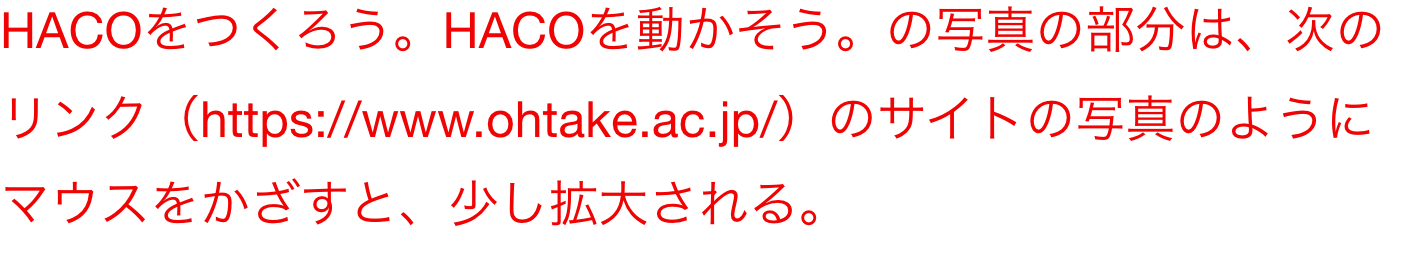 HACOをつくろう。HACOを動かそう。の写真の部分は、次の
リンク（https://www.ohtake.ac.jp/）のサイトの写真のように
マウスをかざすと、少し拡大される。